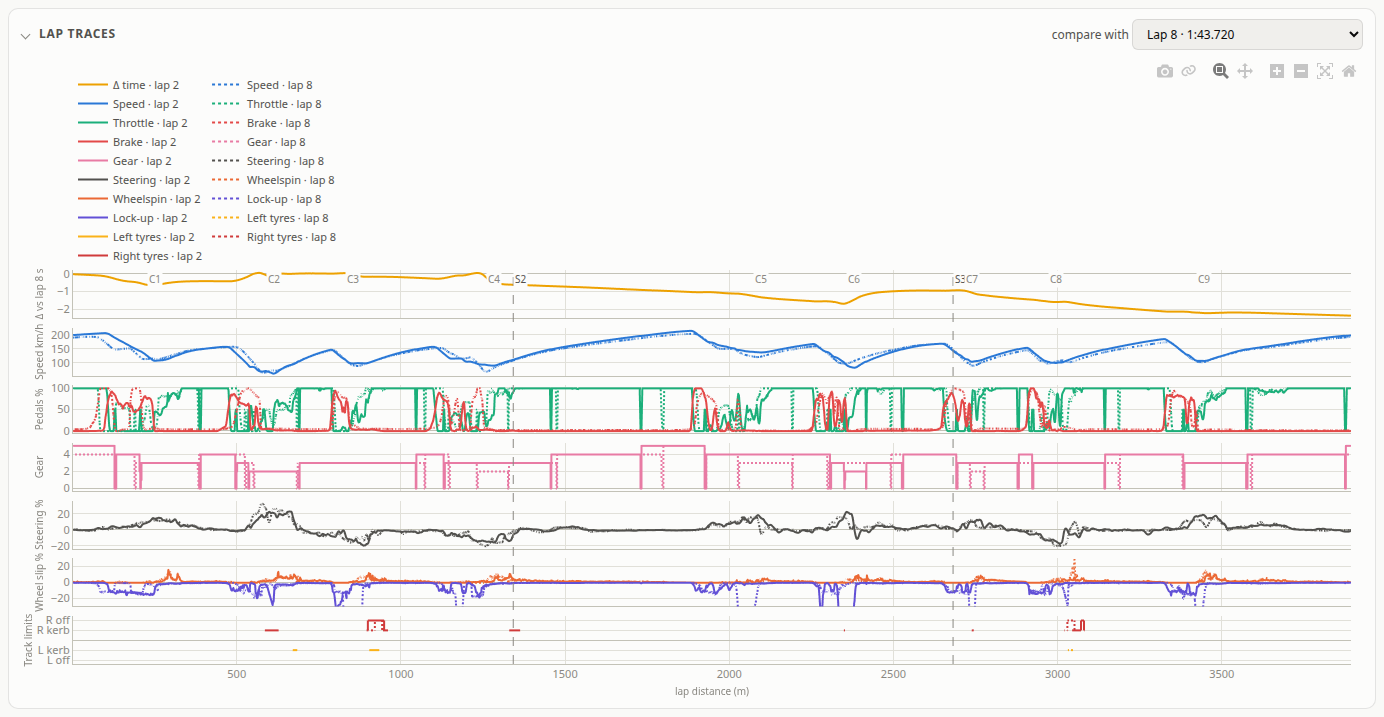 LAP TRACES
compare with Lap 8 · 1:43.720
Δ time · lap 2
Speed · lap 8
Speed · lap 2
Throttle · lap 8
Throttle · lap 2
Brake · lap 8
Brake · lap 2
Gear · lap 8
Gear · lap 2
Steering · lap 8
Steering · lap 2
Wheelspin · lap 8
Wheelspin · lap 2
Lock-up · lap 8
Lock-up · lap 2
Left tyres · lap 8
Left tyres · lap 2
Right tyres · lap 8
Right tyres · lap 2
Δ vs lap 8 s
0
−1
−2
C1
C2
C3
C4
S2
C5
C6
S3
C7
C8
C9
Speed km/h
200
150
100
Pedals %
100
50
0
Gear
4
2
0
Steering %
20
0
−20
Wheel slip %
20
0
−20
Track limits
R off
R kerb
L kerb
L off
500
1000
1500
2000
2500
3000
3500
lap distance (m)